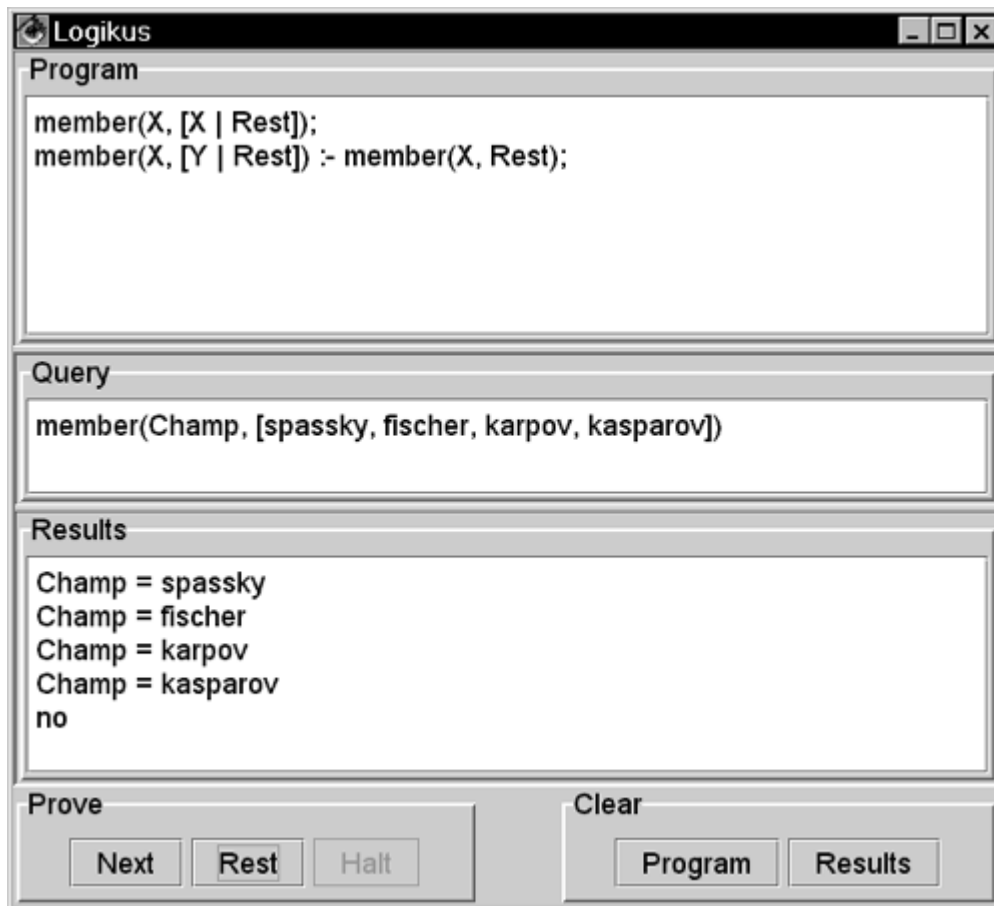 Logikus
Program
member(X, [X | Rest]);
member(X, [Y | Rest]) :- member(X, Rest);
Query
member(Champ, [spassky, fischer, karpov, kasparov])
Results
Champ = spassky
Champ = fischer
Champ = karpov
Champ = kasparov
no
Prove
Next Rest Halt
Clear
Program Results